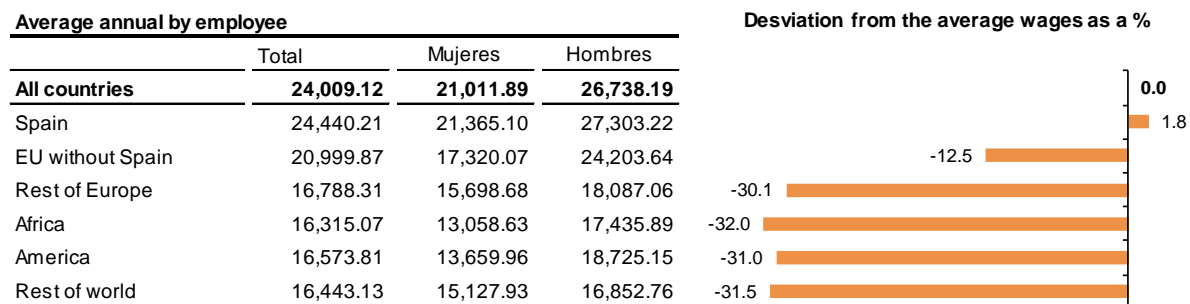 Average annual by employee
Desviation from the average wages as a %
Total Mujeres Hombres
All countries 24,009.12 21,011.89 26,738.19 0.0
Spain 24,440.21 21,365.10 27,303.22 1.8
EU without Spain 20,999.87 17,320.07 24,203.64 -12.5
Rest of Europe 16,788.31 15,698.68 18,087.06 -30.1
Africa 16,315.07 13,058.63 17,435.89 -32.0
America 16,573.81 13,659.96 18,725.15 -31.0
Rest of world 16,443.13 15,127.93 16,852.76 -31.5